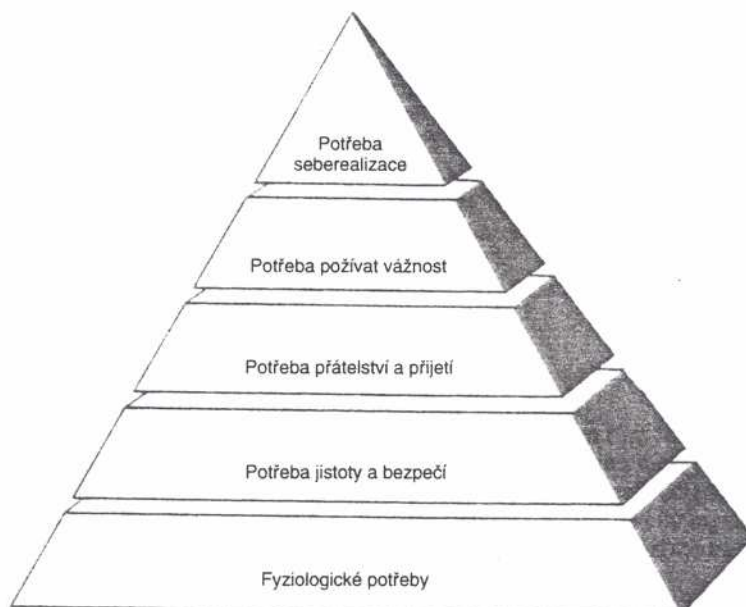 Potřeba
seberealizace
Potřeba požívat vážnost
Potřeba přátelství a přijetí
Potřeba jistoty a bezpečí
Fyziologické potřeby